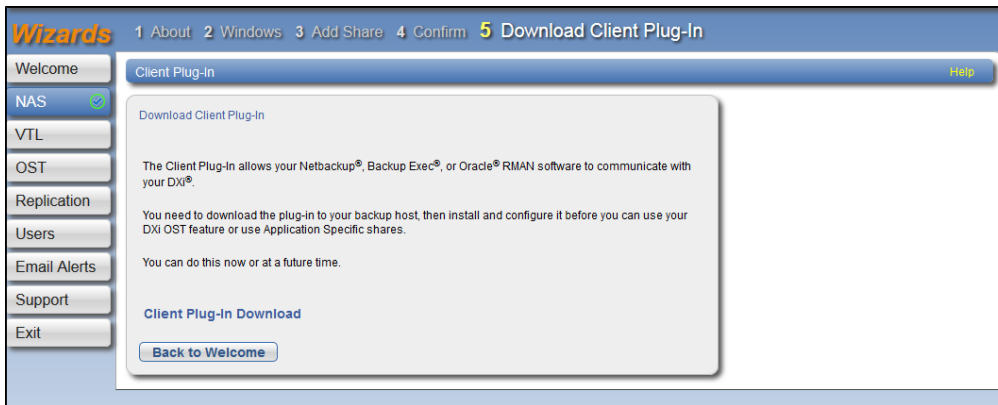 Wizards
1 About 2 Windows 3 Add Share 4 Confirm 5 Download Client Plug-In
Welcome
NAS
VTL
OST
Replication
Users
Email Alerts
Support
Exit
Client Plug-In
Help
Download Client Plug-In
The Client Plug-In allows your Netbackup®, Backup Exec®, or Oracle® RMAN software to communicate with
your DXi®.
You need to download the plug-in to your backup host, then install and configure it before you can use your
DXi OST feature or use Application Specific shares.
You can do this now or at a future time.
Client Plug-In Download
Back to Welcome